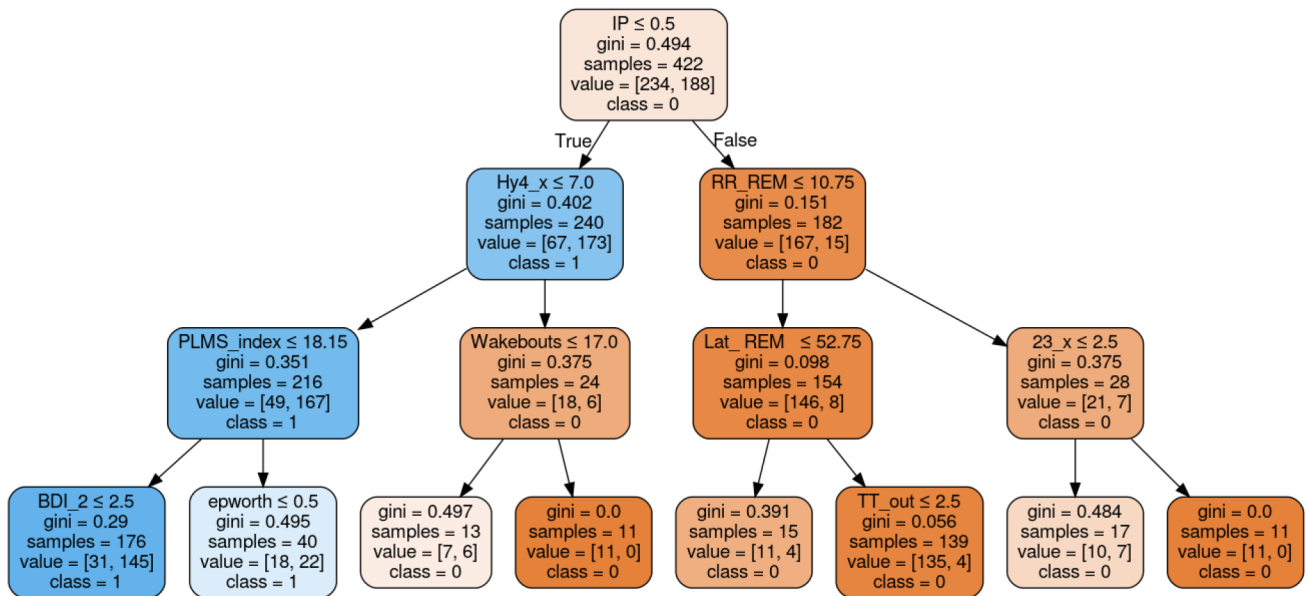 IP ≤ 0.5
gini = 0.494
samples = 422
value = [234, 188]
class = 0
True
False
Hy4_x ≤ 7.0
gini = 0.402
samples = 240
value = [67, 173]
class = 1
RR_REM ≤ 10.75
gini = 0.151
samples = 182
value = [167, 15]
class = 0
PLMS_index ≤ 18.15
gini = 0.351
samples = 216
value = [49, 167]
class = 1
Wakebouts ≤ 17.0
gini = 0.375
samples = 24
value = [18, 6]
class = 0
Lat_ REM ≤ 52.75
gini = 0.098
samples = 154
value = [146, 8]
class = 0
23_x ≤ 2.5
gini = 0.375
samples = 28
value = [21, 7]
class = 0
BDI_2 ≤ 2.5
gini = 0.29
samples = 176
value = [31, 145]
class = 1
epworth ≤ 0.5
gini = 0.495
samples = 40
value = [18, 22]
class = 1
gini = 0.497
samples = 13
value = [7, 6]
class = 0
gini = 0.0
samples = 11
value = [11, 0]
class = 0
gini = 0.391
samples = 15
value = [11, 4]
class = 0
TT_out ≤ 2.5
gini = 0.056
samples = 139
value = [135, 4]
class = 0
gini = 0.484
samples = 17
value = [10, 7]
class = 0
gini = 0.0
samples = 11
value = [11, 0]
class = 0